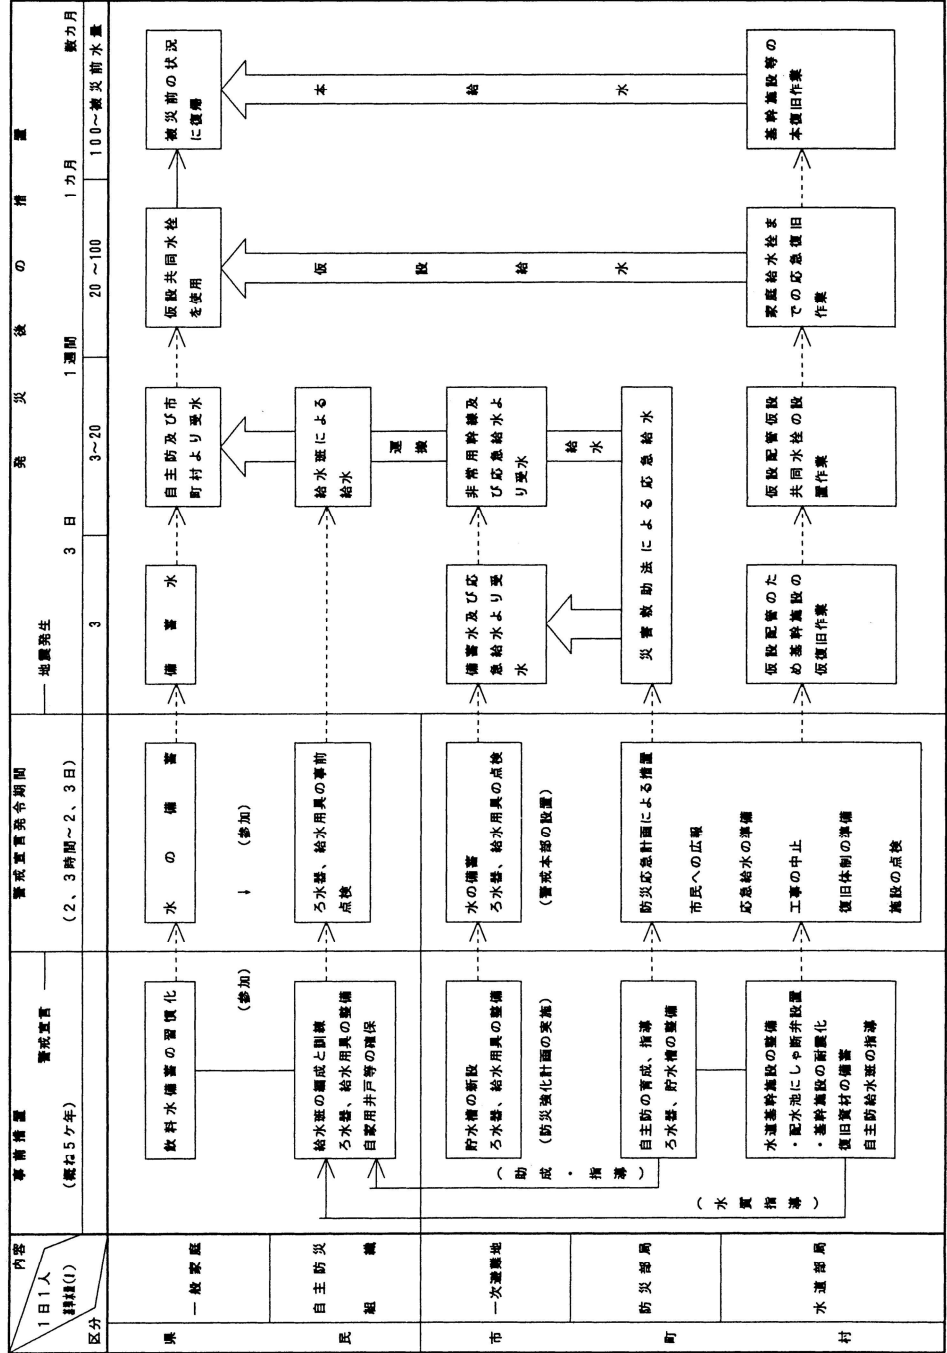 内容
1日1人
基準水量(l)
区分
事前措置
(概ね5ケ年)
警戒宣言
警戒宣言発令期間
(2、3時間～2、3日)
地震発生
発災後の措置
3日
1週間
1カ月
数カ月
3
3～20
20～100
100～被災前水量
県民
一般家庭
飲料水備蓄の習慣化
水の備蓄
備蓄水
自主防及び市
町村より受水
仮設共同水栓
を使用
被災前の状況
に復帰
(参加)
(参加)
自主防災
組織
給水班の編成と訓練
ろ水器、給水用具の整備
自家用井戸等の確保
ろ水器、給水用具の事前
点検
給水班による
給水
運搬
仮設給水
本給水
市町村
一次避難地
貯水槽の新設
ろ水器、給水用具の整備
(防災強化計画の実施)
水の備蓄
ろ水器、給水用具の点検
(警戒本部の設置)
備蓄水及び応
急給水より受
水
非常用幹線及
び応急給水よ
り受水
給水
(助成・指導)
防災部局
自主防の育成、指導
ろ水器、貯水槽の整備
防災応急計画による措置
市民への広報
応急給水の準備
工事の中止
復旧体制の準備
施設の点検
災害救助法による応急給水
(水質指導)
水道部局
水道基幹施設の整備
・配水池にしゃ断弁設置
・基幹施設の耐震化
復旧資材の備蓄
自主防給水班の指導
仮設配管のた
め基幹施設の
仮復旧作業
仮設配管仮設
共同水栓の設
置作業
家庭給水栓ま
での応急復旧
作業
基幹施設等の
本復旧作業